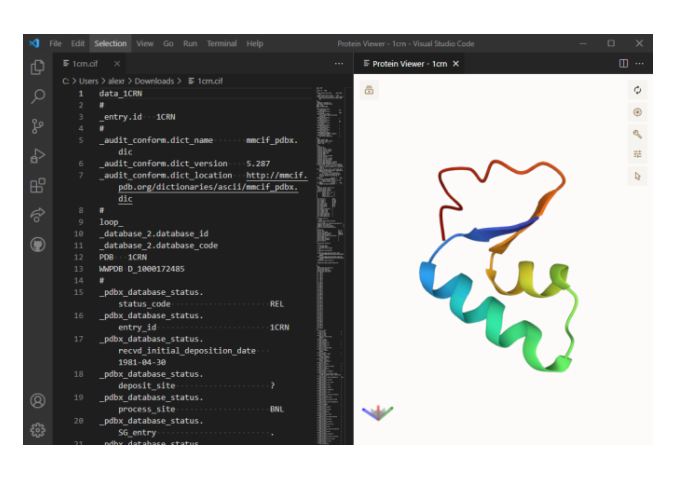 File Edit Selection View Go Run Terminal Help
Protein Viewer - 1crn - Visual Studio Code
1crn.cif
Protein Viewer - 1crn
C: > Users > alexr > Downloads > 1crn.cif
1 data_1CRN
2 #
3 _entry.id 1CRN
4 #
5 _audit_conform.dict_name mmcif_pdbx.
dic
6 _audit_conform.dict_version 5.287
7 _audit_conform.dict_location http://mmcif.
pdb.org/dictionaries/ascii/mmcif_pdbx.
dic
8 #
9 loop_
10 _database_2.database_id
11 _database_2.database_code
12 PDB 1CRN
13 WWPDB D_1000172485
14 #
15 _pdbx_database_status.
status_code REL
16 _pdbx_database_status.
entry_id 1CRN
17 _pdbx_database_status.
recvd_initial_deposition_date
1981-04-30
18 _pdbx_database_status.
deposit_site ?
19 _pdbx_database_status.
process_site BNL
20 _pdbx_database_status.
SG_entry .
21 _pdbx_database_status.